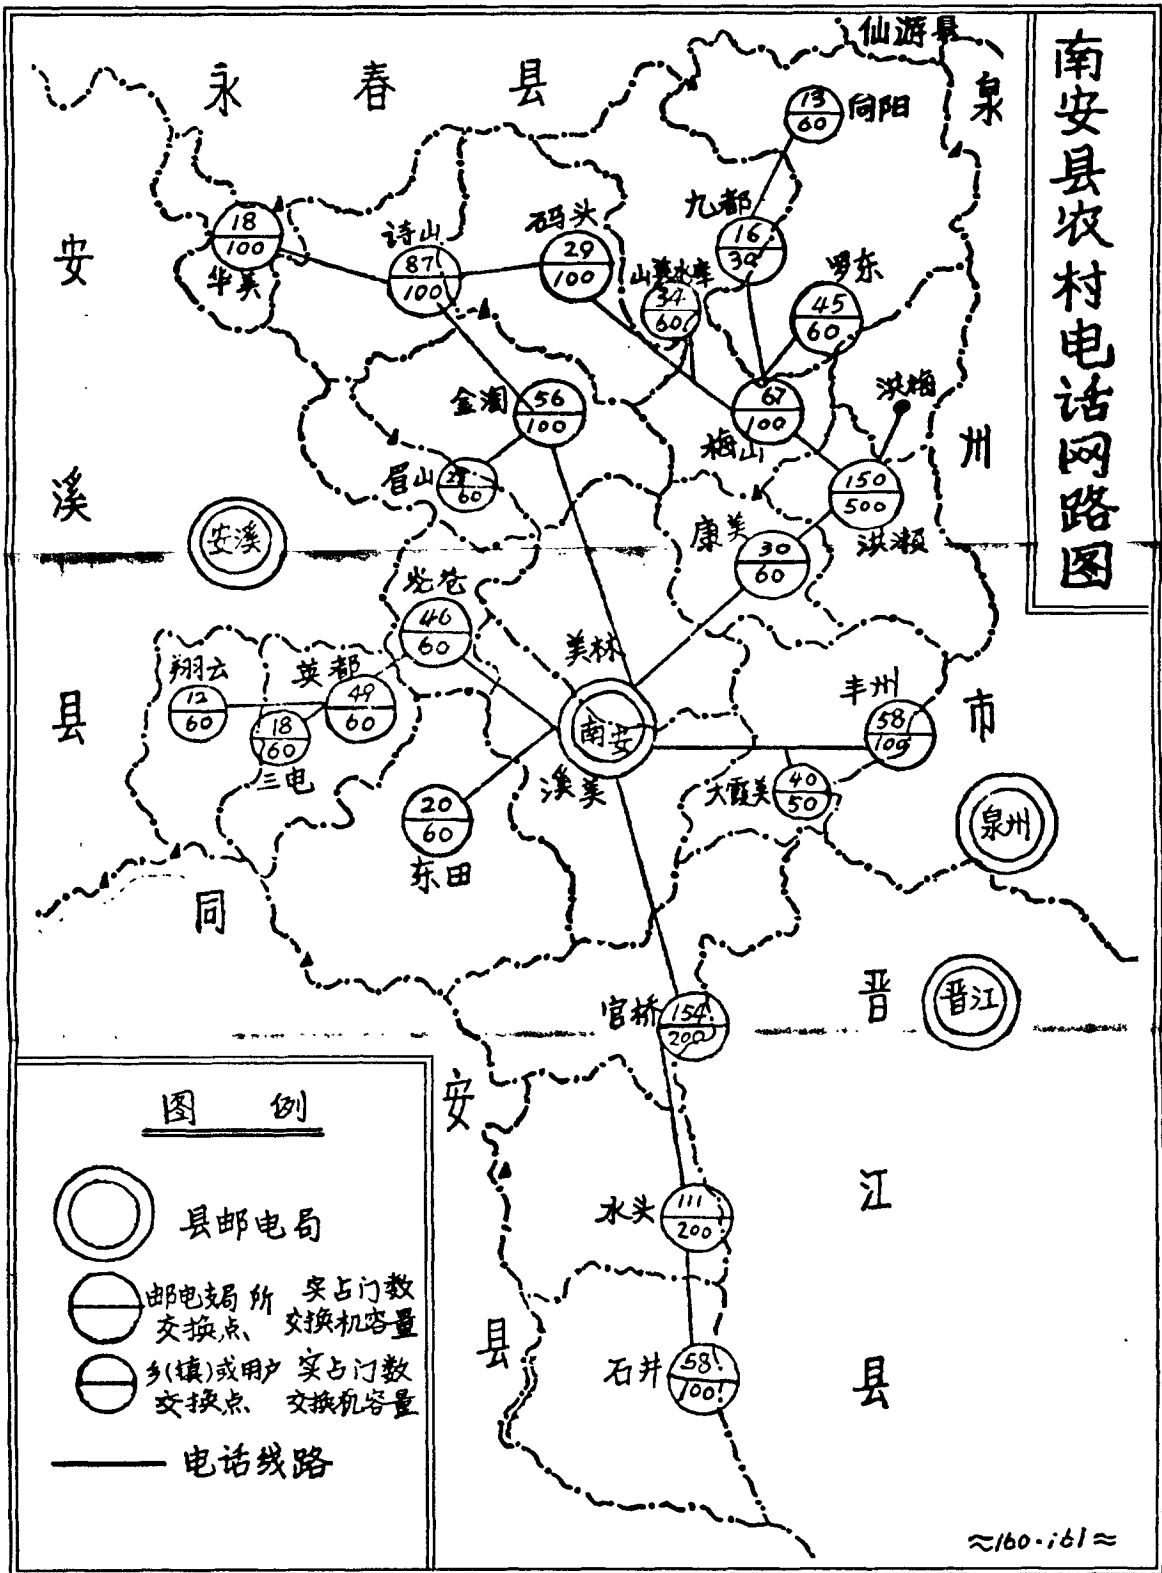 南安县农村电话网路图
仙游县
永春县
泉州市
安溪县
同安县
晋江县
13
60
向阳
九都
16
30
码头
29
100
诗山
87
100
18
100
华美
山美水库
34
60
罗东
45
60
洪梅
金淘
56
100
67
100
梅山
眉山
60
150
500
洪濑
康美
30
60
安溪
46
60
美林
翔云
12
60
英都
49
60
18
60
三电
南安
溪美
丰州
58
100
大霞美
40
50
20
60
东田
泉州
晋江
官桥
154
200
水头
111
200
石井
58
100
图例
县邮电局
邮电支局所 实占门数
交换点、 交换机容量
乡(镇)或用户 实占门数
交换点、 交换机容量
电话线路
≈160·161≈